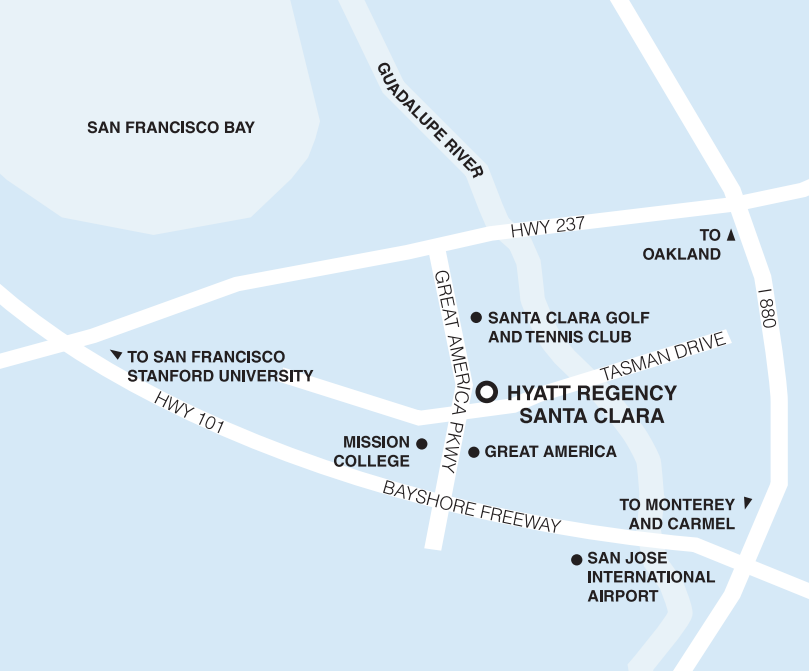 GUADALUPE RIVER
SAN FRANCISCO BAY
HWY 237
TO
OAKLAND
GREAT AMERICA PKWY
I 880
SANTA CLARA GOLF
AND TENNIS CLUB
TASMAN DRIVE
TO SAN FRANCISCO
STANFORD UNIVERSITY
HYATT REGENCY
SANTA CLARA
HWY 101
MISSION
COLLEGE
GREAT AMERICA
BAYSHORE FREEWAY
TO MONTEREY
AND CARMEL
SAN JOSE
INTERNATIONAL
AIRPORT